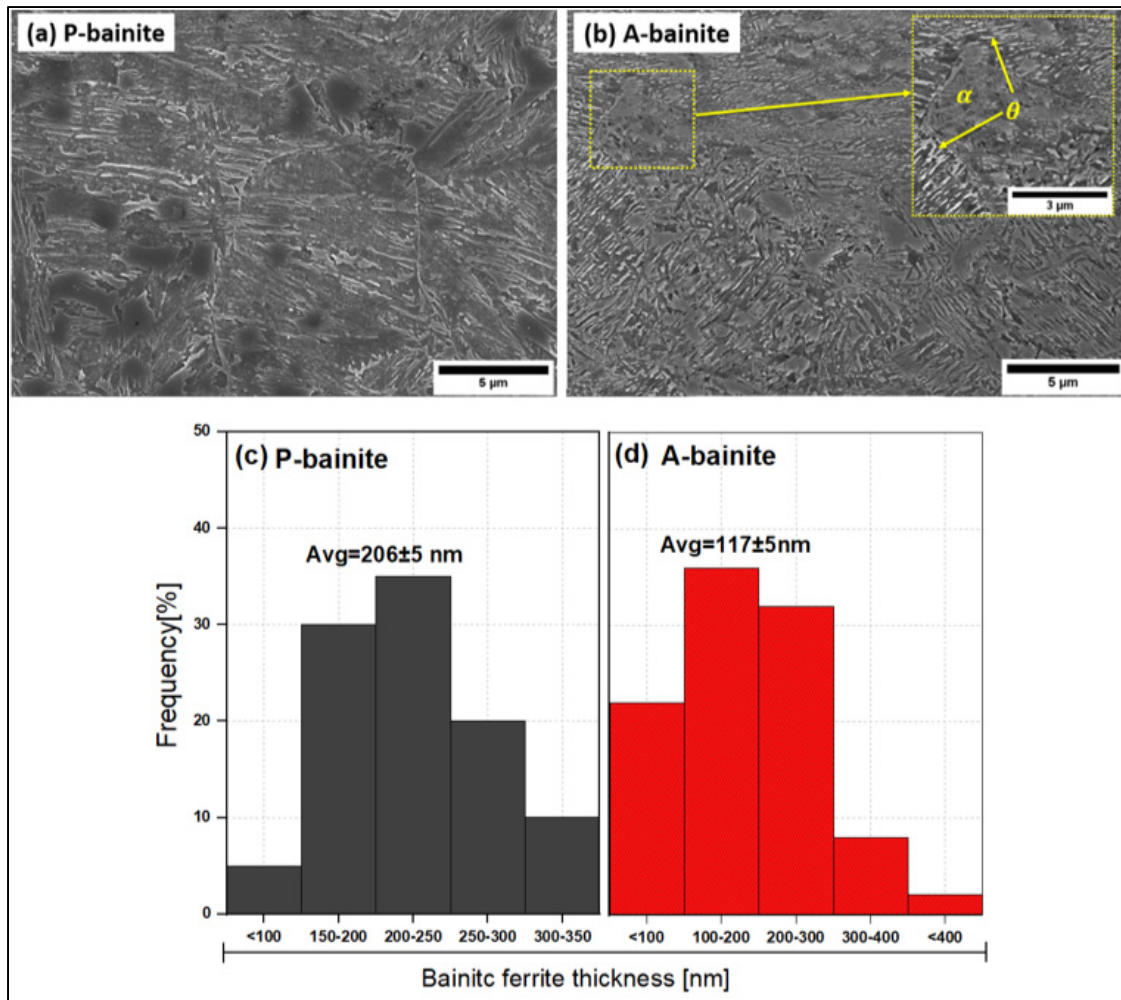 (a) P-bainite
5 µm
(b) A-bainite
α
θ
3 µm
5 µm
50
40
30
20
10
0
Frequency[%]
(c) P-bainite
Avg=206±5 nm
<100 150-200 200-250 250-300 300-350
(d) A-bainite
Avg=117±5nm
<100 100-200 200-300 300-400 <400
Bainitc ferrite thickness [nm]